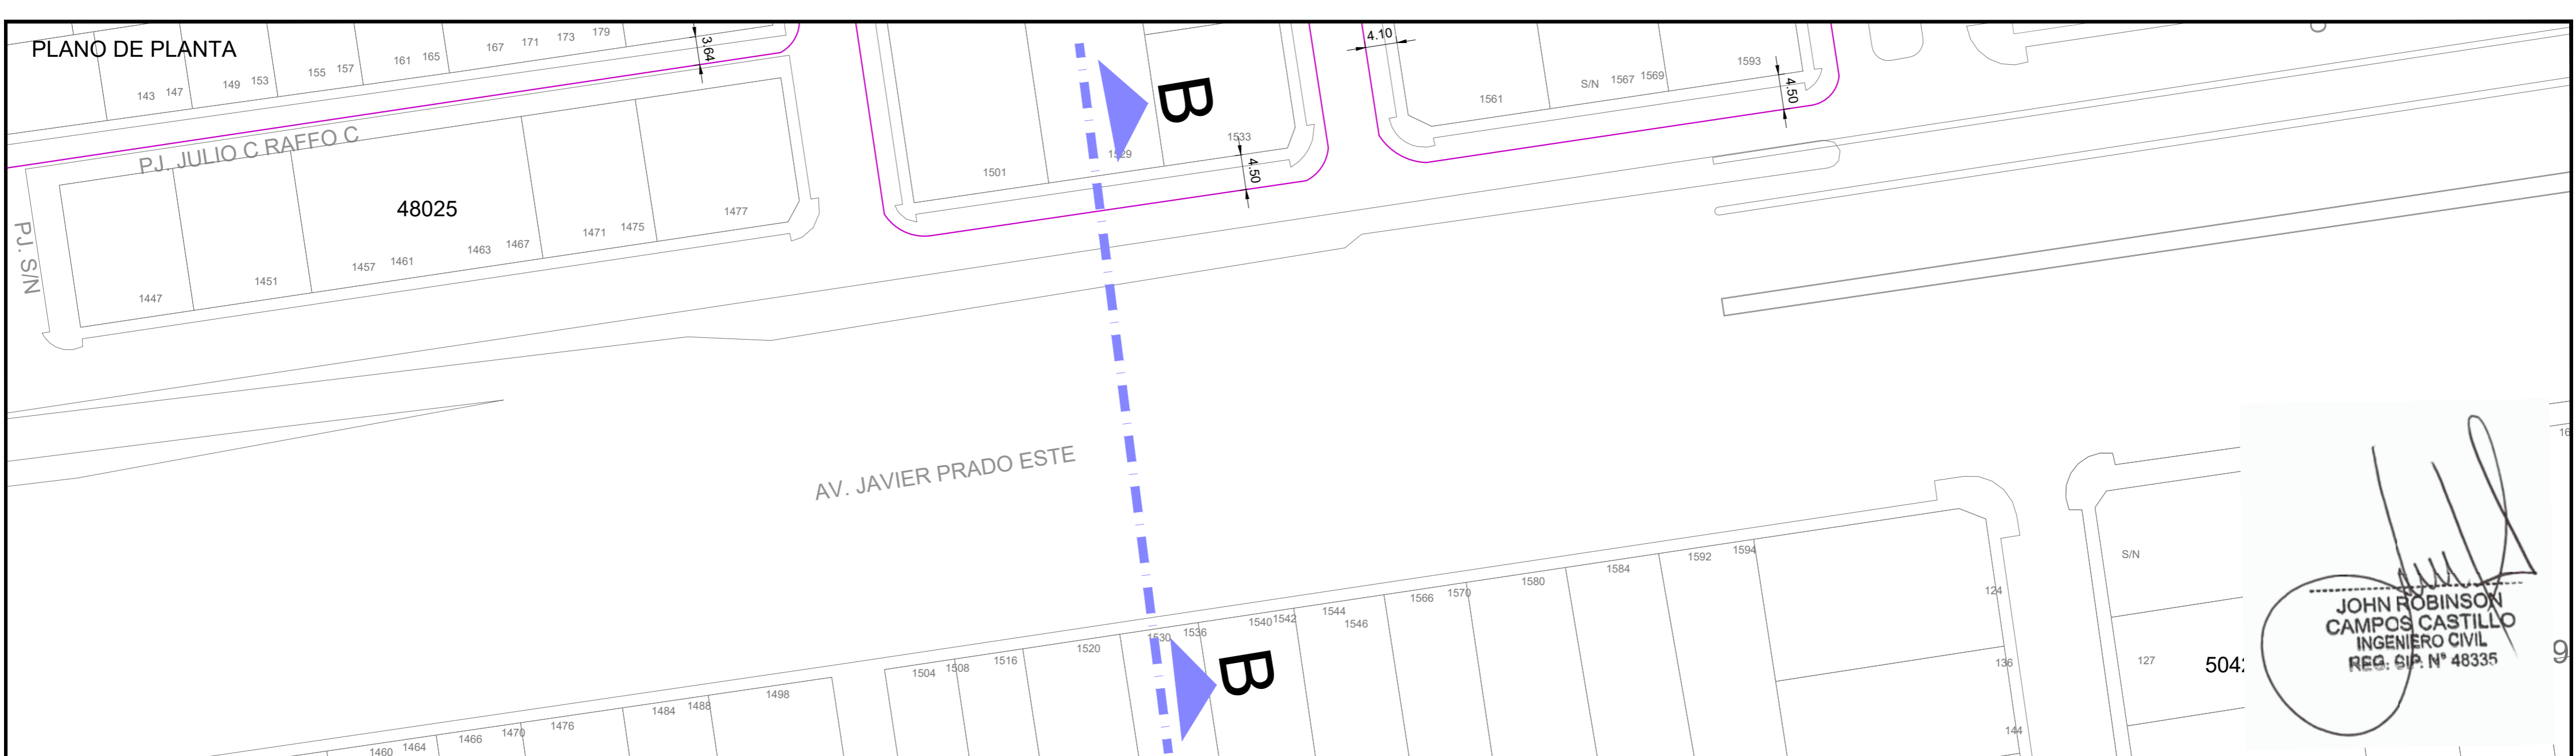 PLANO DE PLANTA
143 147 149 153 155 157 161 165 167 171 173 179
3.64
4.10
B
1501 1529 1533
4.50
1561 S/N 1567 1569 1593
4.50
PJ. JULIO C RAFFO C
PJ. S/N
48025
1447 1451 1457 1461 1463 1467 1471 1475 1477
AV. JAVIER PRADO ESTE
B
1460 1464 1466 1470 1476 1484 1488 1498
1504 1508 1516 1520 1530 1536 1540 1542 1544 1546 1566 1570 1580 1584 1592 1594
124
136
144
S/N
127
JOHN ROBINSON
CAMPOS CASTILLO
INGENIERO CIVIL
REG. CIP. N° 48335